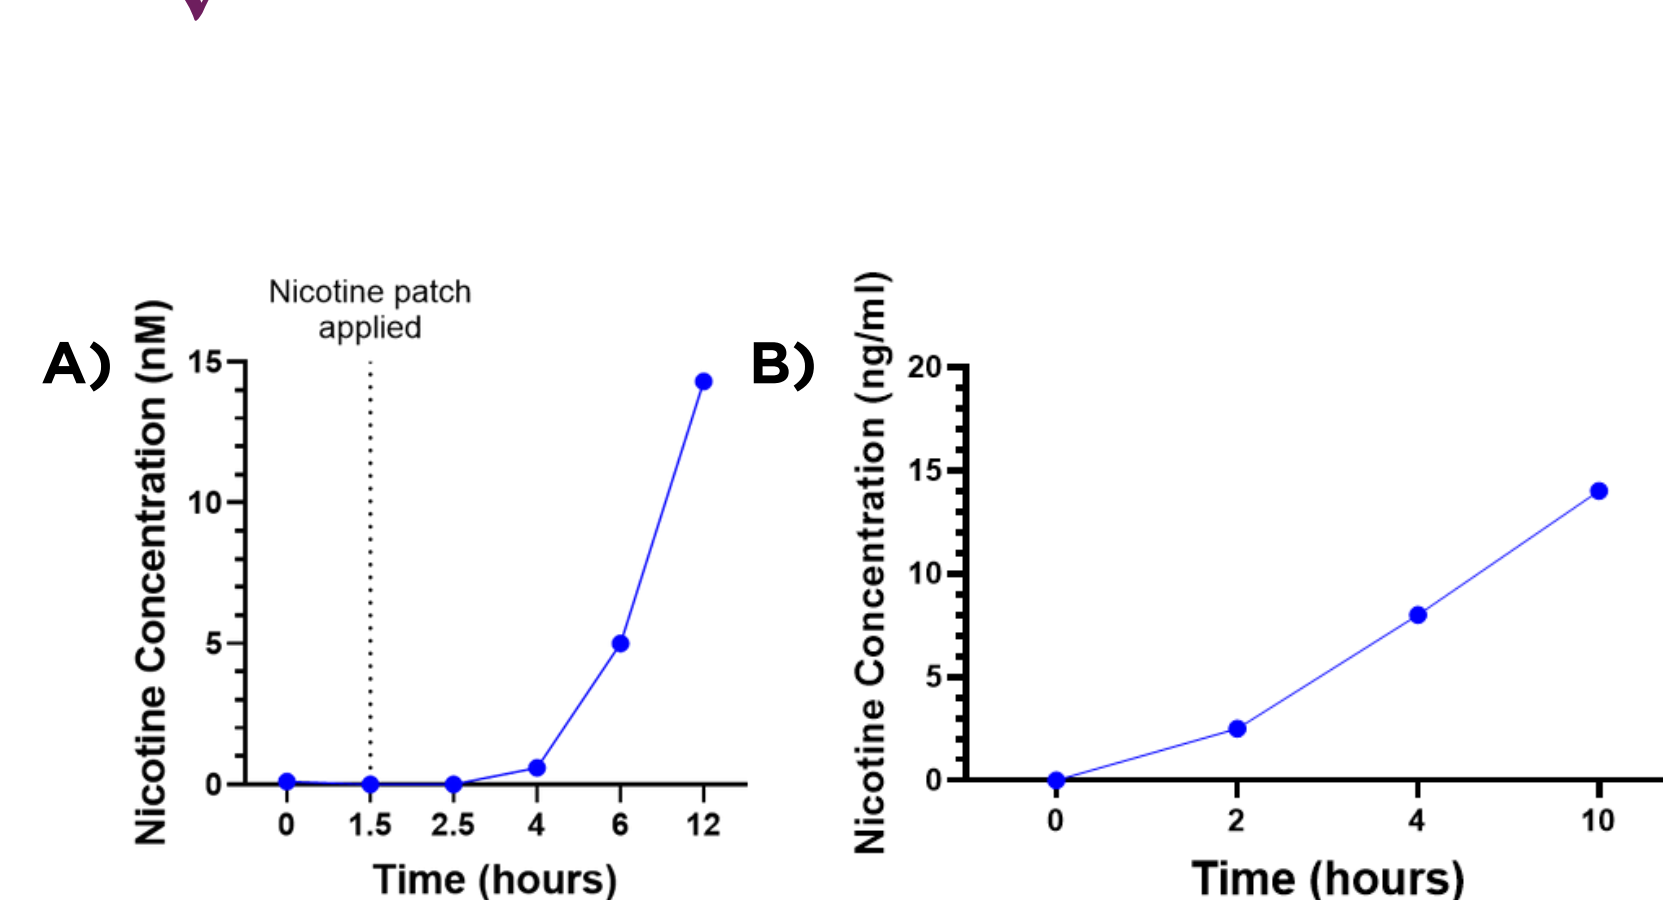 A)
Nicotine patch
applied
Nicotine Concentration (nM)
15
10
5
0
0 1.5 2.5 4 6 12
Time (hours)
B)
Nicotine Concentration (ng/ml)
20
15
10
5
0
0 2 4 10
Time (hours)